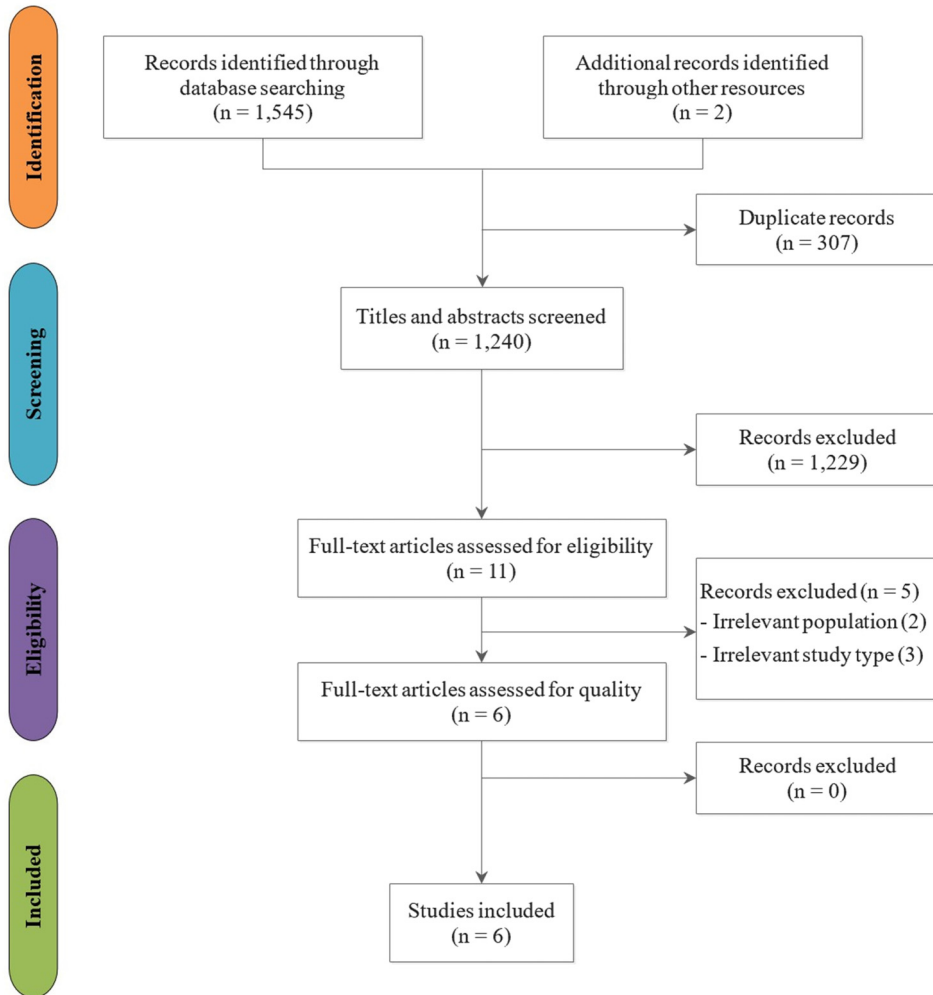 Identification
Records identified through
database searching
(n = 1,545)
Additional records identified
through other resources
(n = 2)
Duplicate records
(n = 307)
Screening
Titles and abstracts screened
(n = 1,240)
Records excluded
(n = 1,229)
Eligibility
Full-text articles assessed for eligibility
(n = 11)
Records excluded (n = 5)
- Irrelevant population (2)
- Irrelevant study type (3)
Full-text articles assessed for quality
(n = 6)
Records excluded
(n = 0)
Included
Studies included
(n = 6)